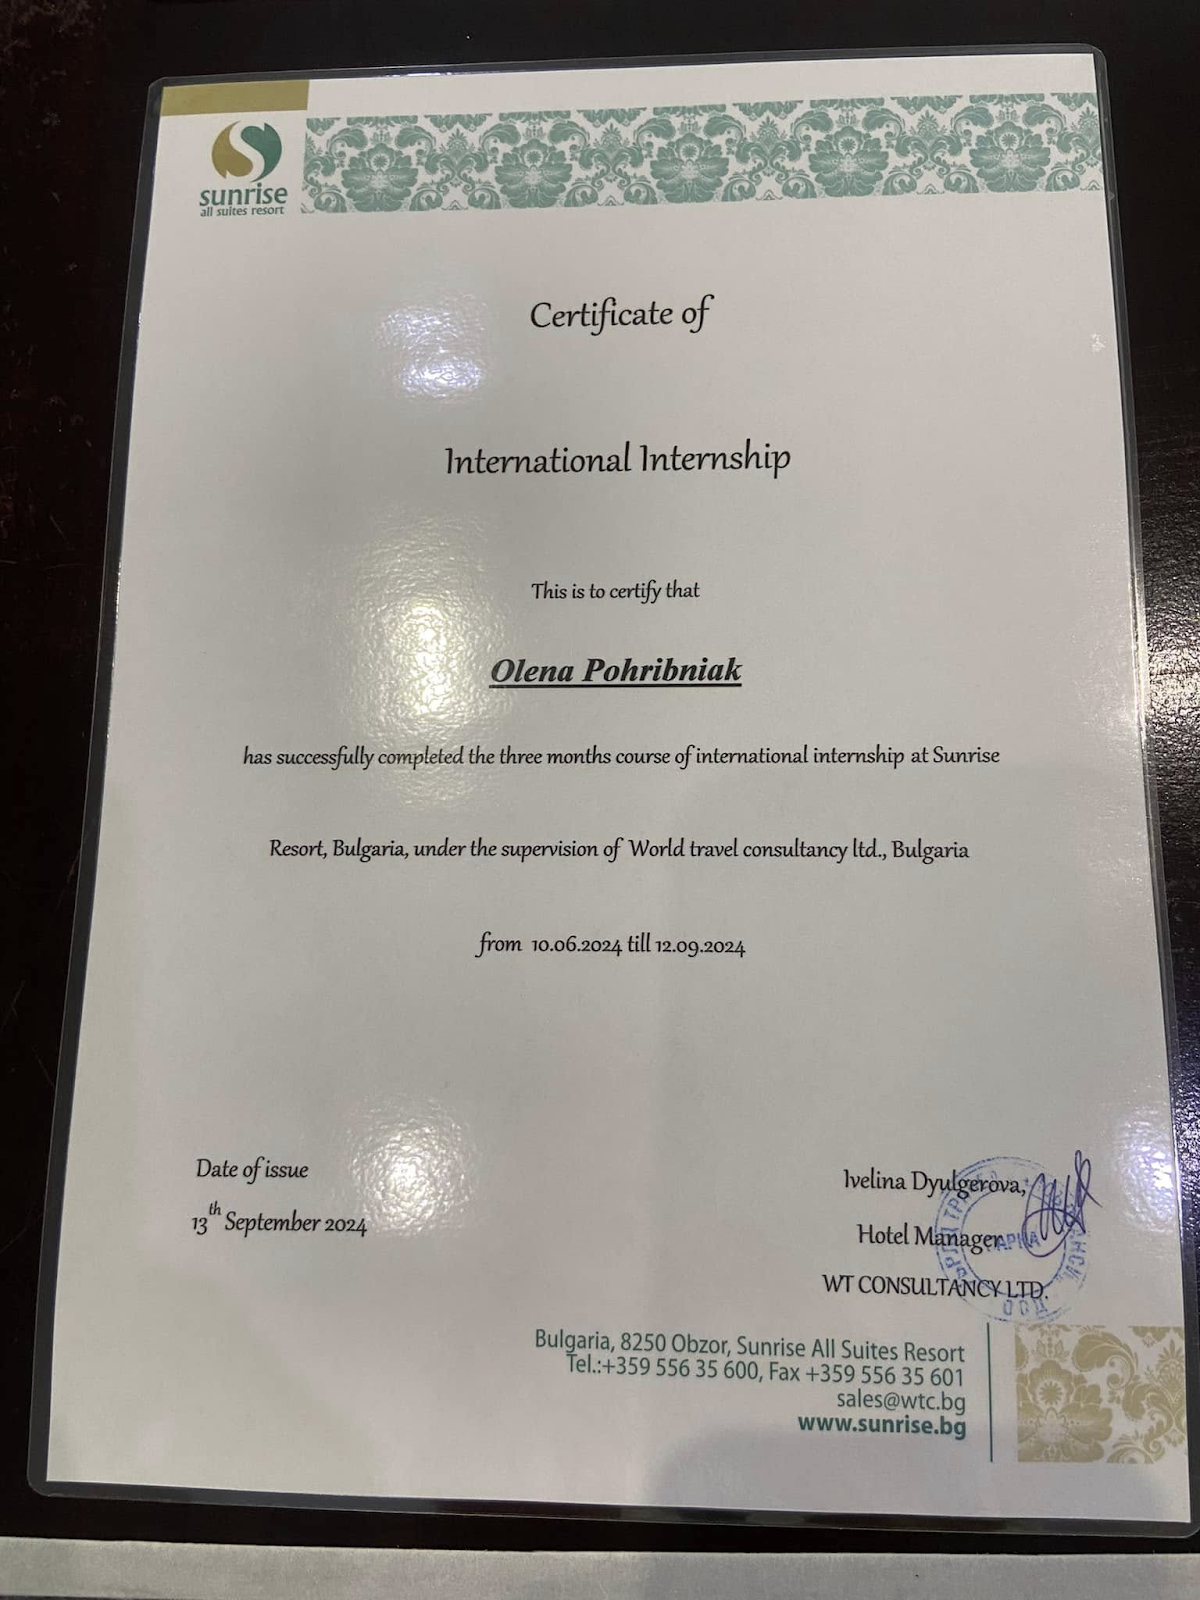 sunrise
all suites resort
Certificate of
International Internship
This is to certify that
Olena Pohribniak
has successfully completed the three months course of international internship at Sunrise
Resort, Bulgaria, under the supervision of World travel consultancy ltd., Bulgaria
from 10.06.2024 till 12.09.2024
Date of issue
13th September 2024
Ivelina Dyulgerova,
Hotel Manager
WT CONSULTANCY LTD.
Bulgaria, 8250 Obzor, Sunrise All Suites Resort
Tel.:+359 556 35 600, Fax +359 556 35 601
sales@wtc.bg
www.sunrise.bg